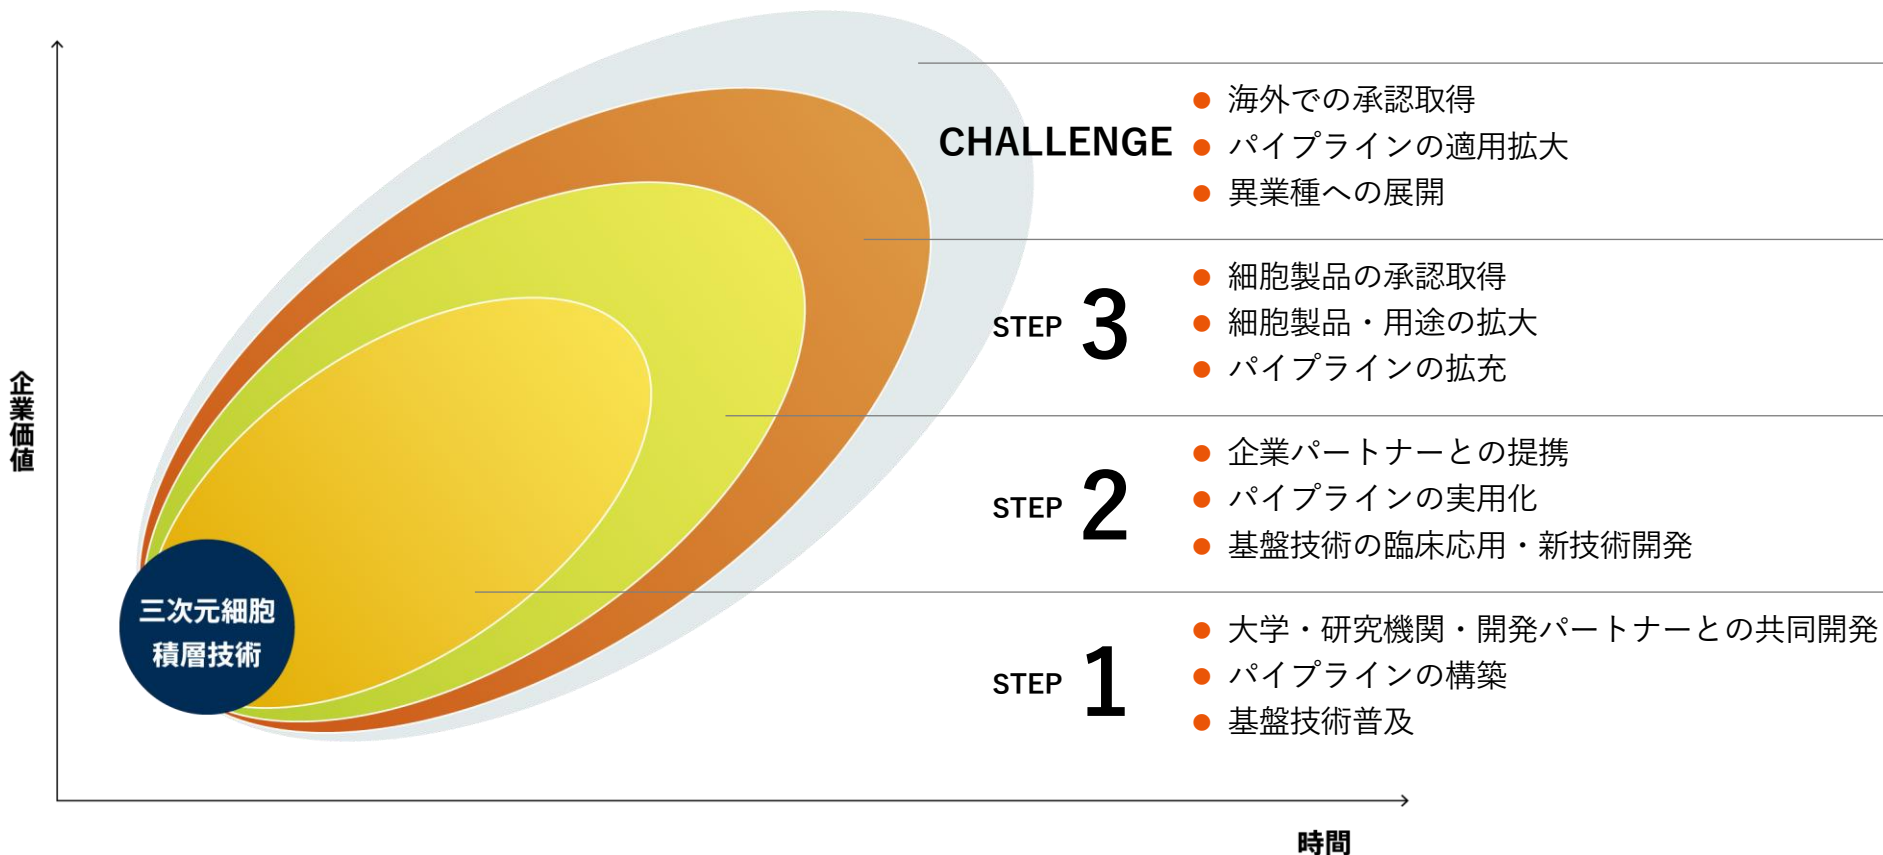 企業価値
三次元細胞
積層技術
CHALLENGE
● 海外での承認取得
● パイプラインの適用拡大
● 異業種への展開
STEP 3
● 細胞製品の承認取得
● 細胞製品・用途の拡大
● パイプラインの拡充
STEP 2
● 企業パートナーとの提携
● パイプラインの実用化
● 基盤技術の臨床応用・新技術開発
STEP 1
● 大学・研究機関・開発パートナーとの共同開発
● パイプラインの構築
● 基盤技術普及
時間